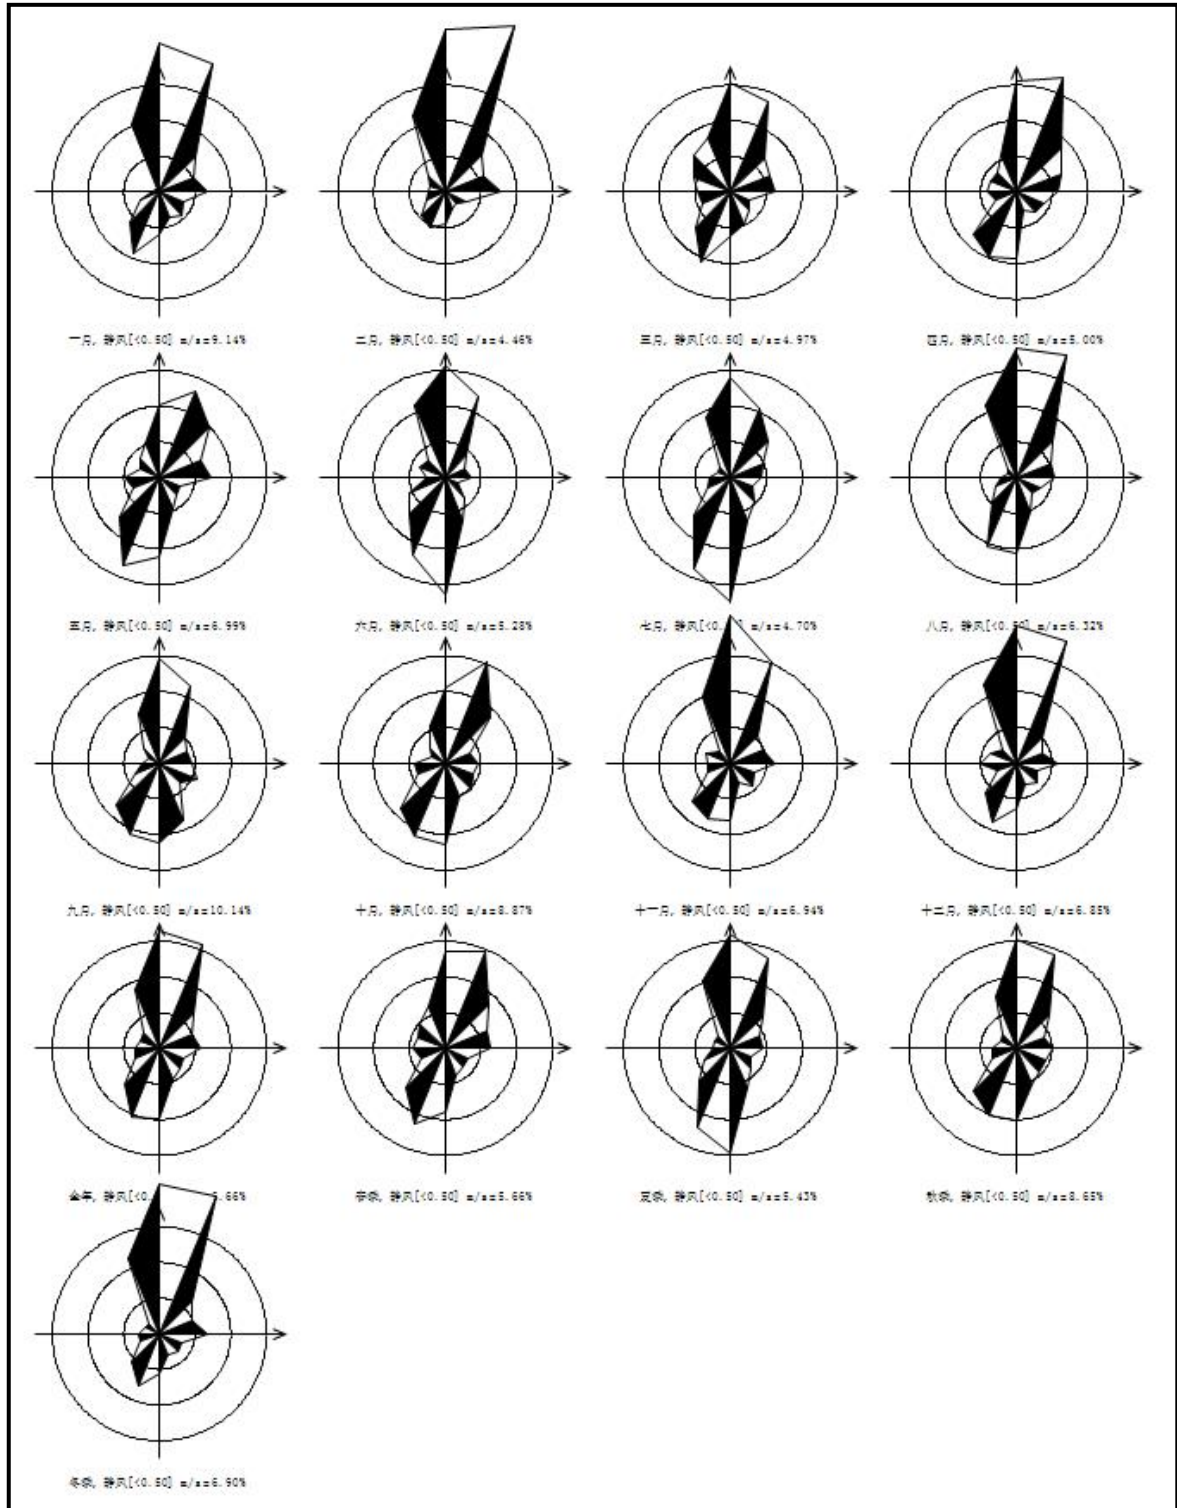 一月, 静风[<0.50] m/s=9.14%
二月, 静风[<0.50] m/s=4.46%
三月, 静风[<0.50] m/s=4.97%
四月, 静风[<0.50] m/s=5.00%
五月, 静风[<0.50] m/s=6.99%
六月, 静风[<0.50] m/s=5.28%
七月, 静风[<0. m/s=4.70%
八月, 静风[<0.50] m/s=6.32%
九月, 静风[<0.50] m/s=10.14%
十月, 静风[<0.50] m/s=8.87%
十一月, 静风[<0.50] m/s=6.94%
十二月, 静风[<0.50] m/s=6.85%
全年, 静风[<0. .66%
春季, 静风[<0.50] m/s=5.66%
夏季, 静风[<0.50] m/s=5.43%
秋季, 静风[<0.50] m/s=8.65%
冬季, 静风[<0.50] m/s=6.90%